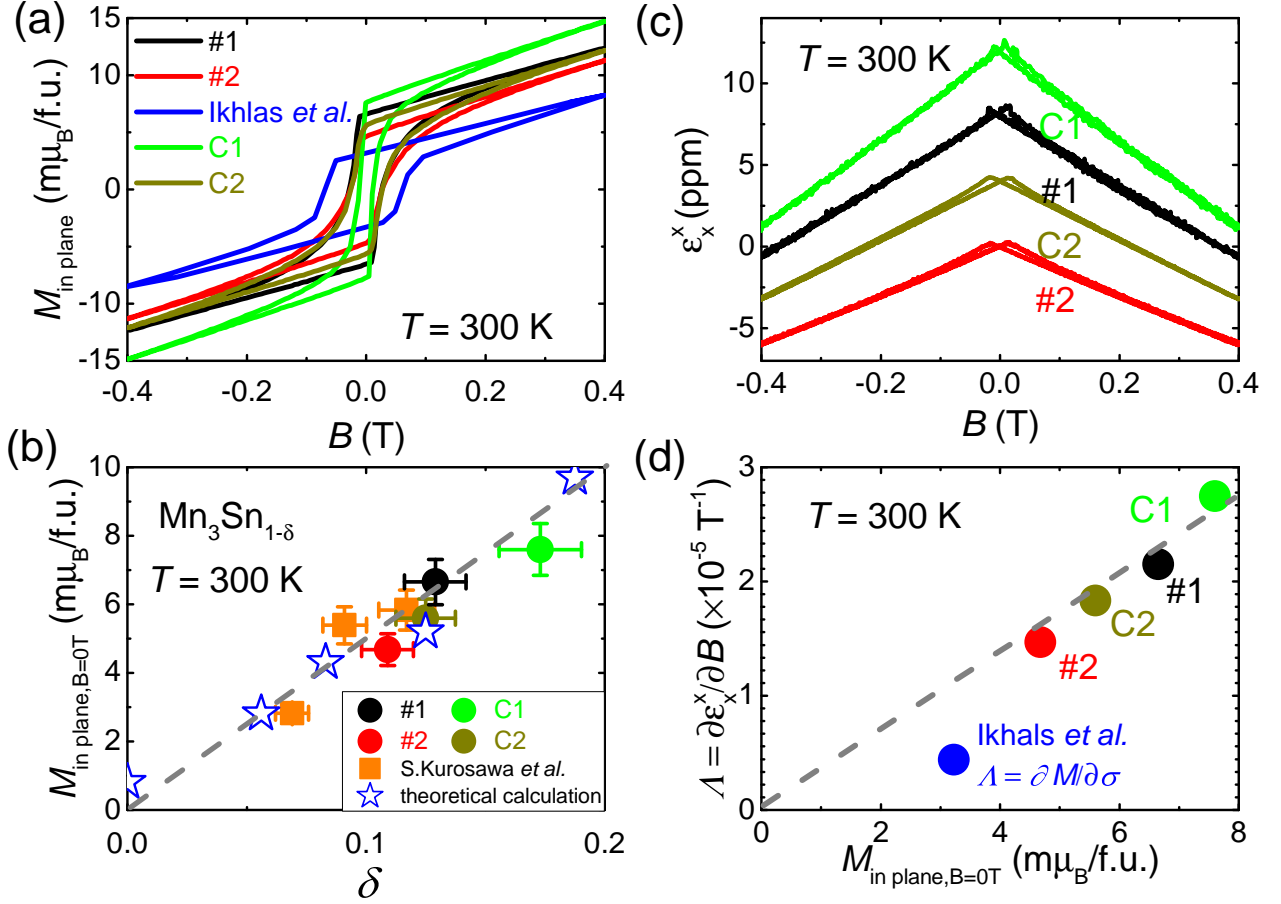 (a)
15
10
5
0
-5
-10
-15
M_in plane (mμ_B/f.u.)
#1
#2
Ikhlas et al.
C1
C2
T = 300 K
-0.4 -0.2 0.0 0.2 0.4
B (T)
(c)
10
5
0
-5
ε_x^x (ppm)
T = 300 K
C1
#1
C2
#2
-0.4 -0.2 0.0 0.2 0.4
B (T)
(b)
10
8
6
4
2
0
M_in plane,B=0T (mμ_B/f.u.)
Mn_3Sn_1-δ
T = 300 K
#1 C1
#2 C2
S.Kurosawa et al.
theoretical calculation
0.0 0.1 0.2
δ
(d)
3
2
1
0
Λ = ∂ε_x^x/∂B (×10^-5 T^-1)
T = 300 K
C1
#1
C2
#2
Ikhals et al.
Λ = ∂M/∂σ
0 2 4 6 8
M_in plane,B=0T (mμ_B/f.u.)